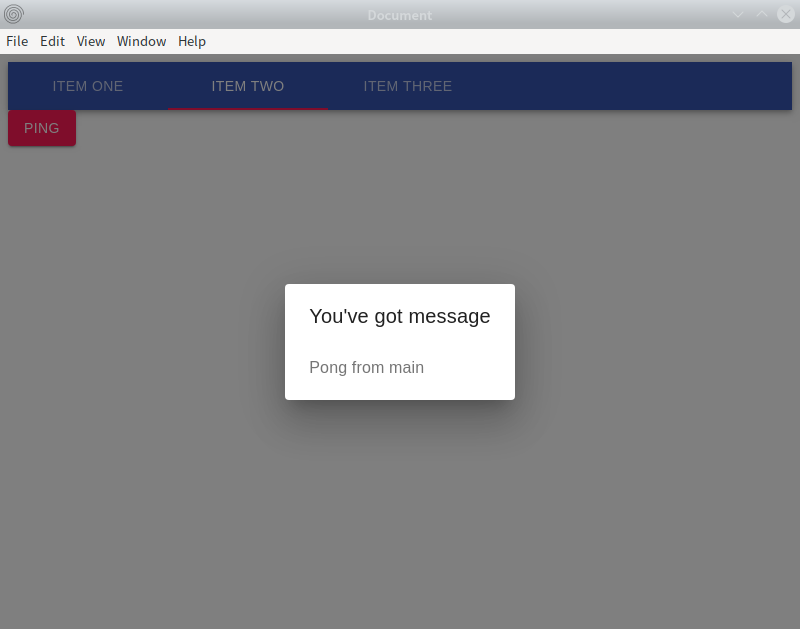 Document
File Edit View Window Help
ITEM ONE ITEM TWO ITEM THREE
PING
You've got message
Pong from main